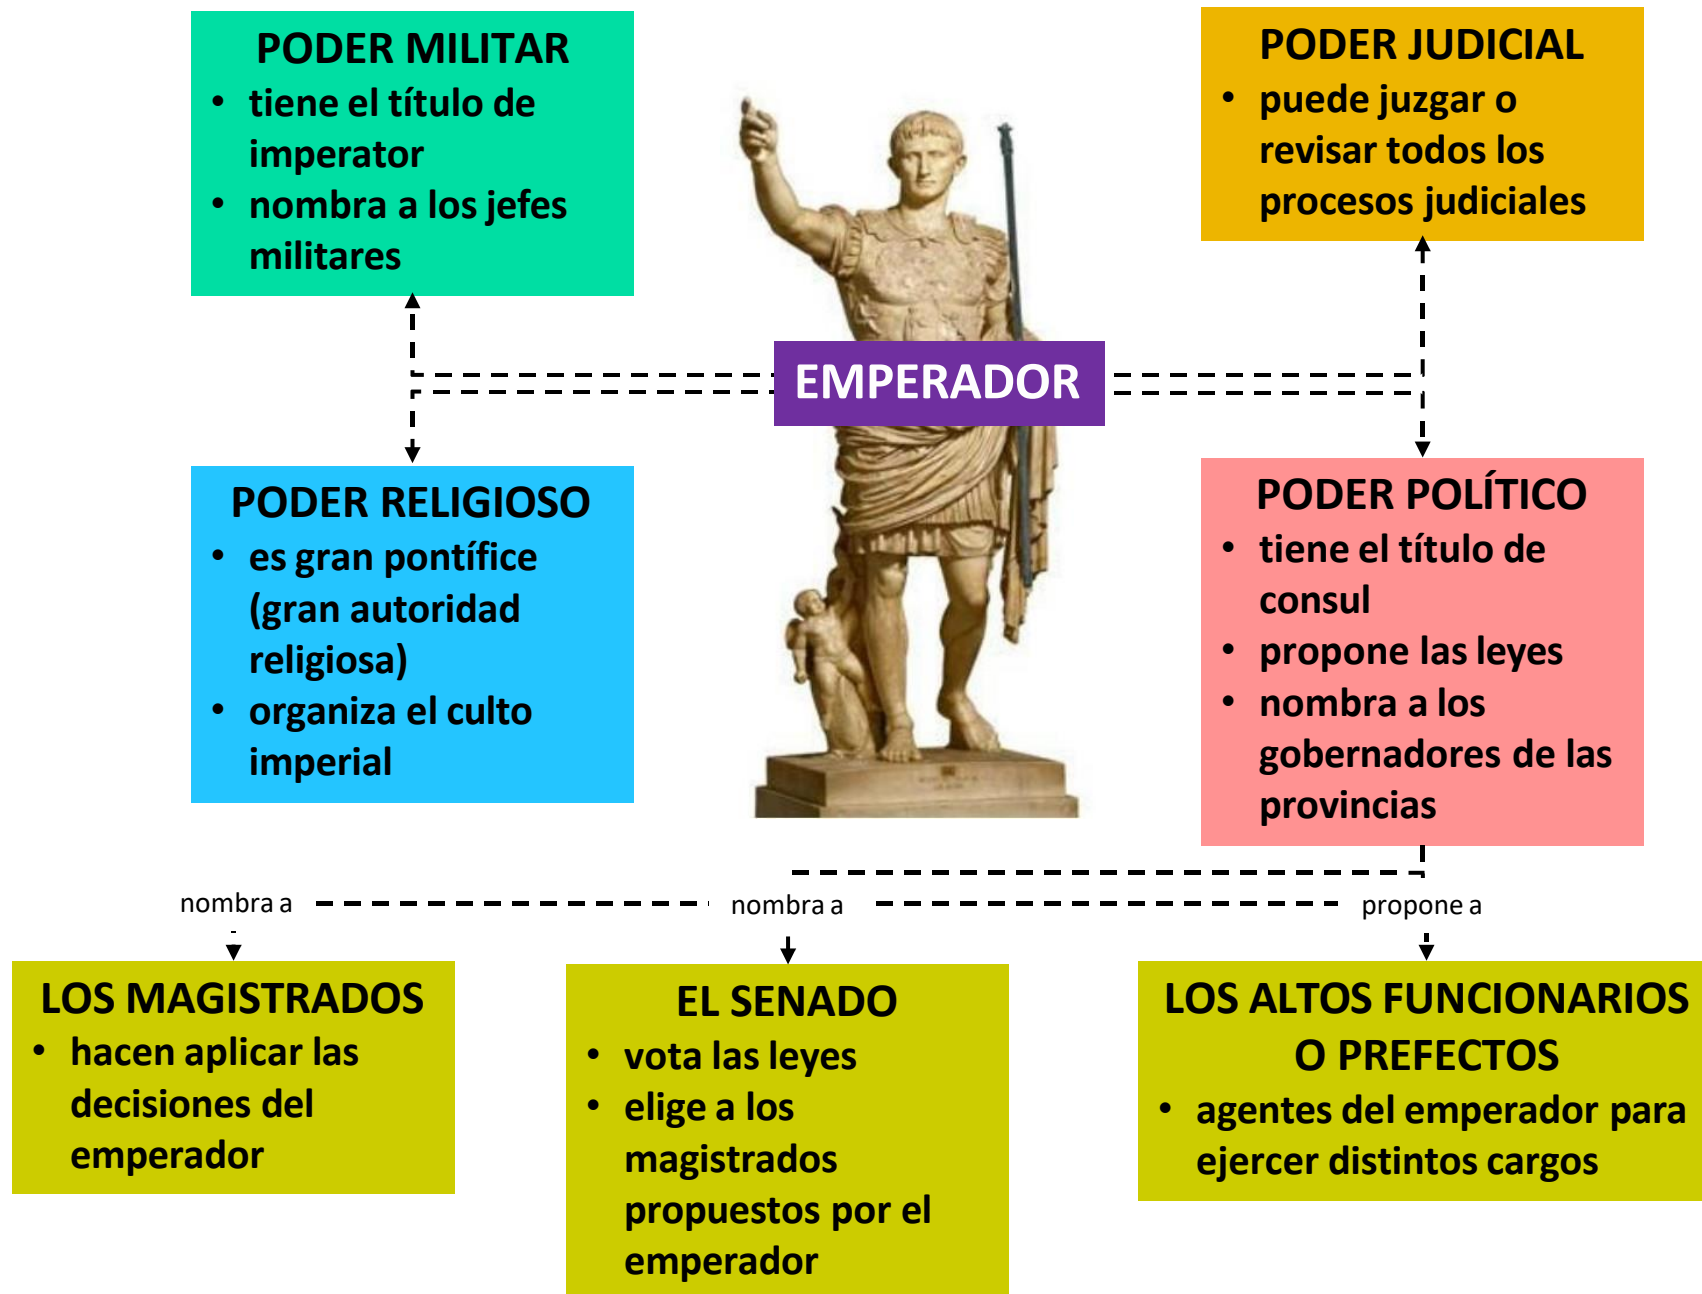 PODER MILITAR
• tiene el título de
imperator
• nombra a los jefes
militares
PODER JUDICIAL
• puede juzgar o
revisar todos los
procesos judiciales
EMPERADOR
PODER RELIGIOSO
• es gran pontífice
(gran autoridad
religiosa)
• organiza el culto
imperial
PODER POLÍTICO
• tiene el título de
consul
• propone las leyes
• nombra a los
gobernadores de las
provincias
nombra a
nombra a
propone a
LOS MAGISTRADOS
• hacen aplicar las
decisiones del
emperador
EL SENADO
• vota las leyes
• elige a los
magistrados
propuestos por el
emperador
LOS ALTOS FUNCIONARIOS
O PREFECTOS
• agentes del emperador para
ejercer distintos cargos